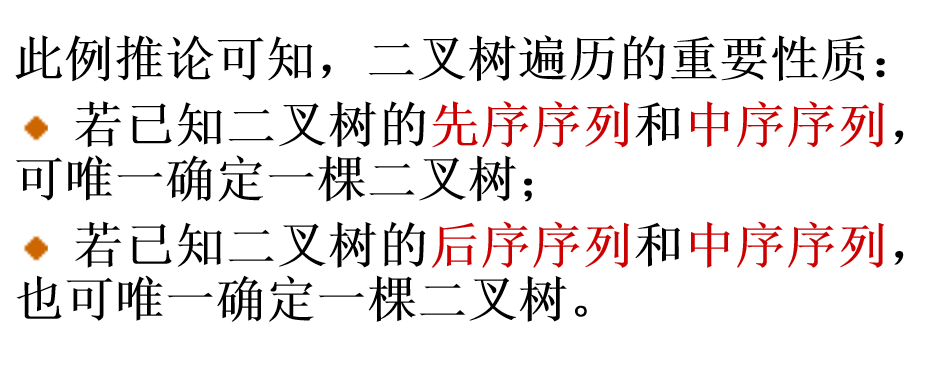 此例推论可知，二叉树遍历的重要性质：
◆ 若已知二叉树的先序序列和中序序列，
可唯一确定一棵二叉树；
◆ 若已知二叉树的后序序列和中序序列，
也可唯一确定一棵二叉树。